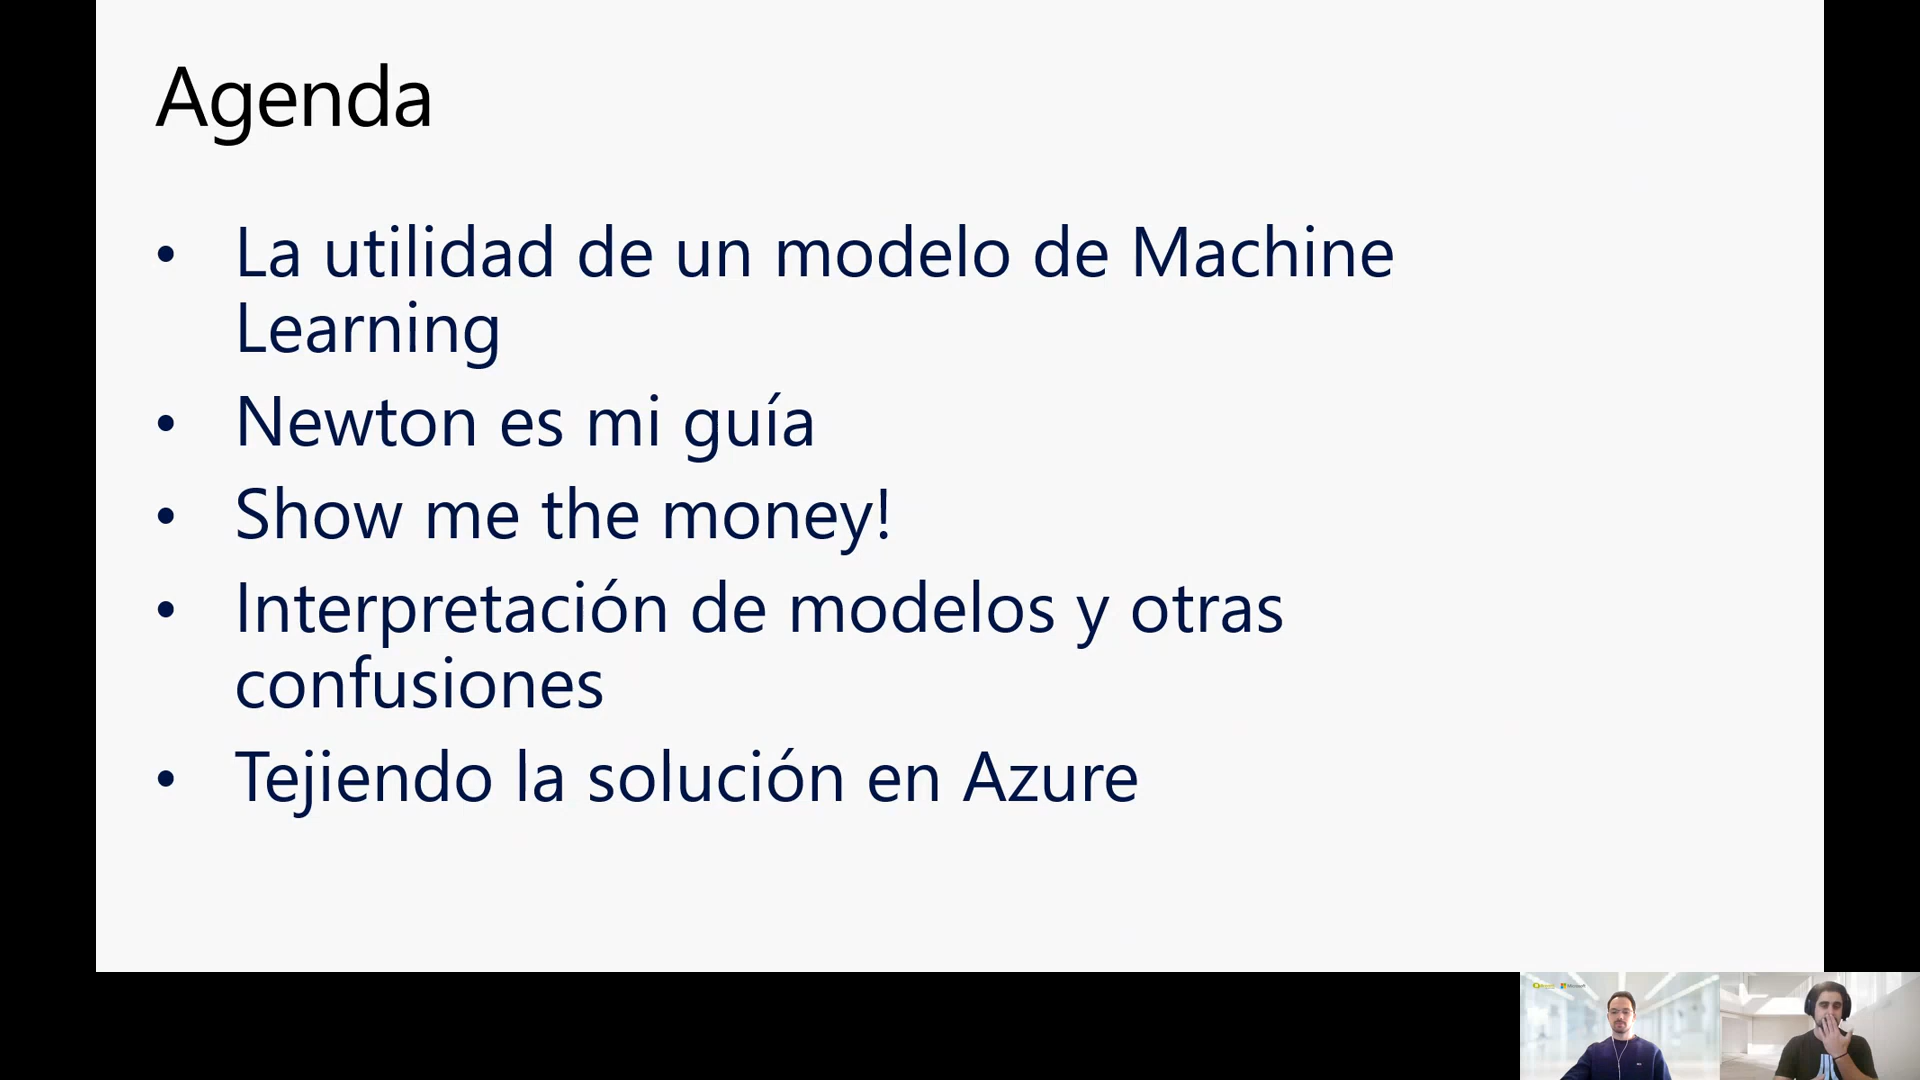 Agenda
• La utilidad de un modelo de Machine
Learning
• Newton es mi guía
• Show me the money!
• Interpretación de modelos y otras
confusiones
• Tejiendo la solución en Azure
Microsoft